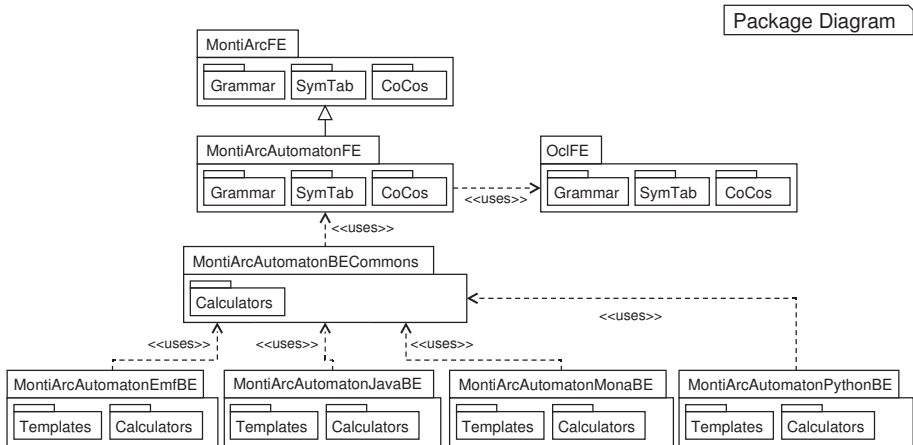 Package Diagram
MontiArcFE
Grammar
SymTab
CoCos
MontiArcAutomatonFE
Grammar
SymTab
CoCos
OclFE
Grammar
SymTab
CoCos
<<uses>>
<<uses>>
MontiArcAutomatonBECommons
Calculators
<<uses>>
<<uses>>
<<uses>>
<<uses>>
MontiArcAutomatonEmfBE
Templates
Calculators
MontiArcAutomatonJavaBE
Templates
Calculators
MontiArcAutomatonMonaBE
Templates
Calculators
MontiArcAutomatonPythonBE
Templates
Calculators